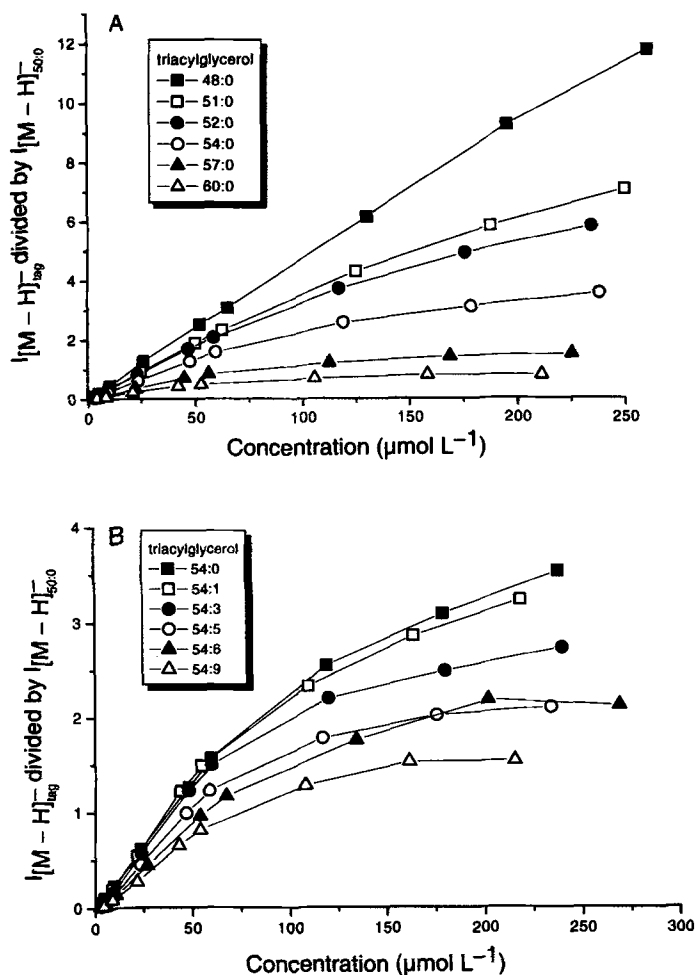 A
I[M – H]⁻tag divided by I[M – H]⁻50:0
12
10
8
6
4
2
0
triacylglycerol
48:0
51:0
52:0
54:0
57:0
60:0
0 50 100 150 200 250
Concentration (µmol L⁻¹)
B
I[M – H]⁻tag divided by I[M – H]⁻50:0
4
3
2
1
0
triacylglycerol
54:0
54:1
54:3
54:5
54:6
54:9
0 50 100 150 200 250 300
Concentration (µmol L⁻¹)